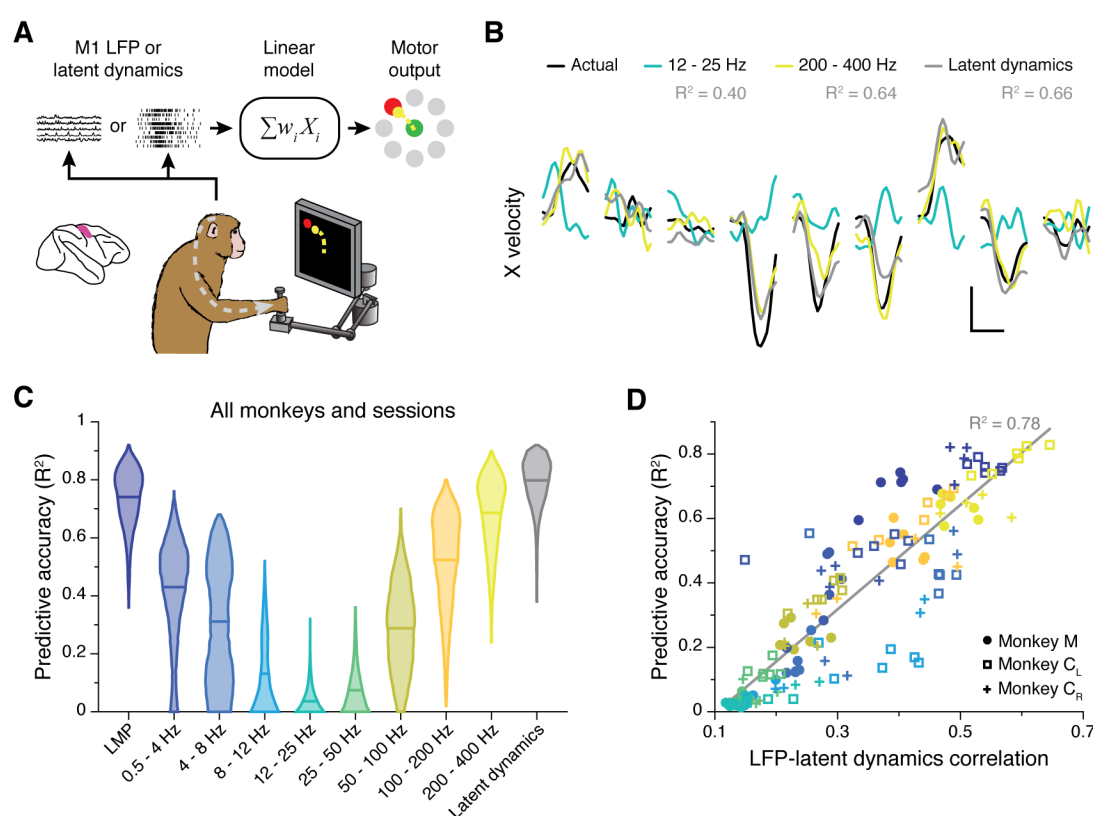 A
M1 LFP or
latent dynamics
Linear
model
Motor
output
or
∑wᵢXᵢ
B
Actual
12 - 25 Hz
200 - 400 Hz
Latent dynamics
R² = 0.40
R² = 0.64
R² = 0.66
X velocity
C
All monkeys and sessions
Predictive accuracy (R²)
1
0.8
0.6
0.4
0.2
0
LMP
0.5 - 4 Hz
4 - 8 Hz
8 - 12 Hz
12 - 25 Hz
25 - 50 Hz
50 - 100 Hz
100 - 200 Hz
200 - 400 Hz
Latent dynamics
D
R² = 0.78
Predictive accuracy (R²)
0.8
0.6
0.4
0.2
0
Monkey M
Monkey C_L
Monkey C_R
0.1
0.3
0.5
0.7
LFP-latent dynamics correlation